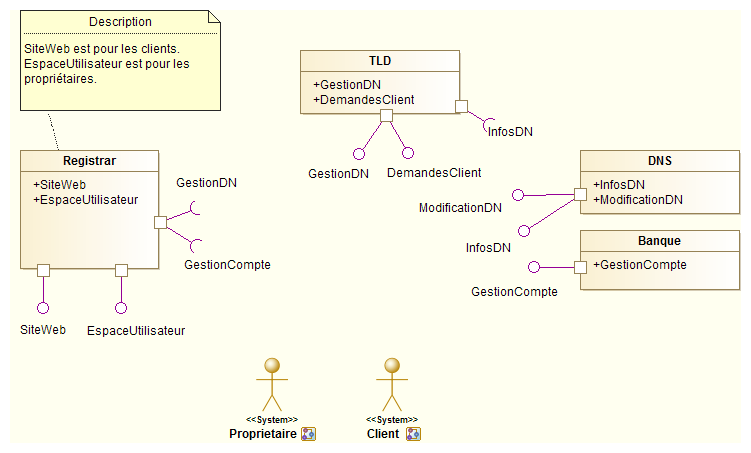 Description
SiteWeb est pour les clients.
EspaceUtilisateur est pour les
propriétaires.
TLD
+GestionDN
+DemandesClient
InfosDN
GestionDN
DemandesClient
Registrar
+SiteWeb
+EspaceUtilisateur
GestionDN
GestionCompte
SiteWeb
EspaceUtilisateur
DNS
+InfosDN
+ModificationDN
ModificationDN
InfosDN
Banque
+GestionCompte
GestionCompte
<<System>>
Proprietaire
<<System>>
Client